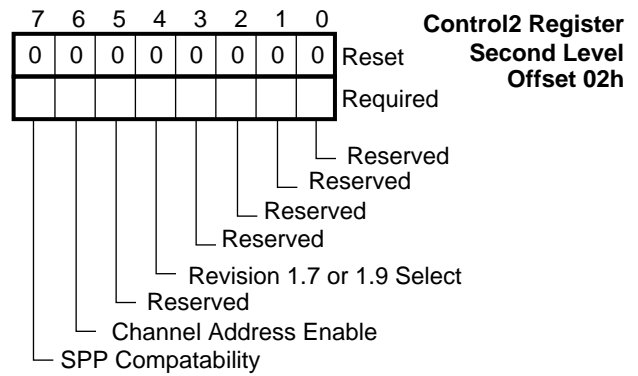 7 6 5 4 3 2 1 0
Control2 Register
Second Level
Offset 02h
0 0 0 0 0 0 0 0 Reset
Required
Reserved
Reserved
Reserved
Reserved
Revision 1.7 or 1.9 Select
Reserved
Channel Address Enable
SPP Compatability